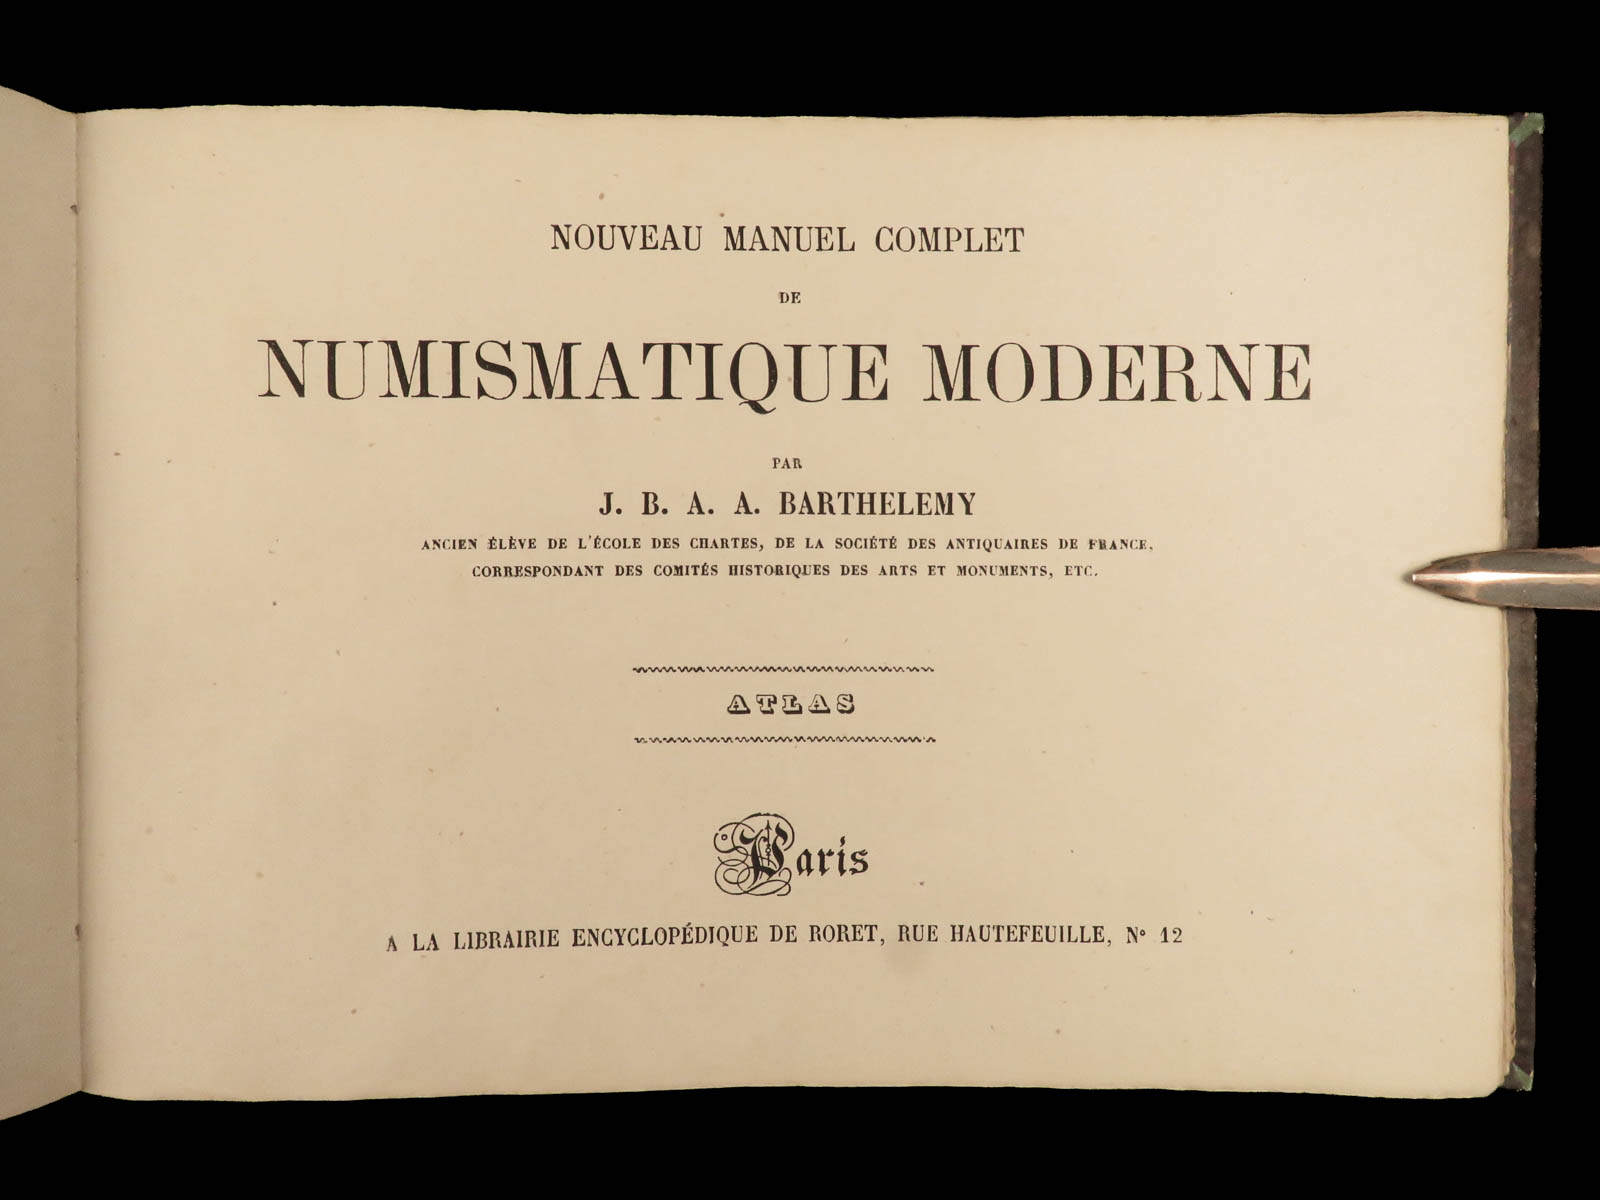 NOUVEAU MANUEL COMPLET
DE
NUMISMATIQUE MODERNE
PAR
J. B. A. A. BARTHELEMY
ANCIEN ÉLÈVE DE L'ÉCOLE DES CHARTES, DE LA SOCIÉTÉ DES ANTIQUAIRES DE FRANCE,
CORRESPONDANT DES COMITÉS HISTORIQUES DES ARTS ET MONUMENTS, ETC.
ATLAS
Paris
A LA LIBRAIRIE ENCYCLOPÉDIQUE DE RORET, RUE HAUTEFEUILLE, N° 12